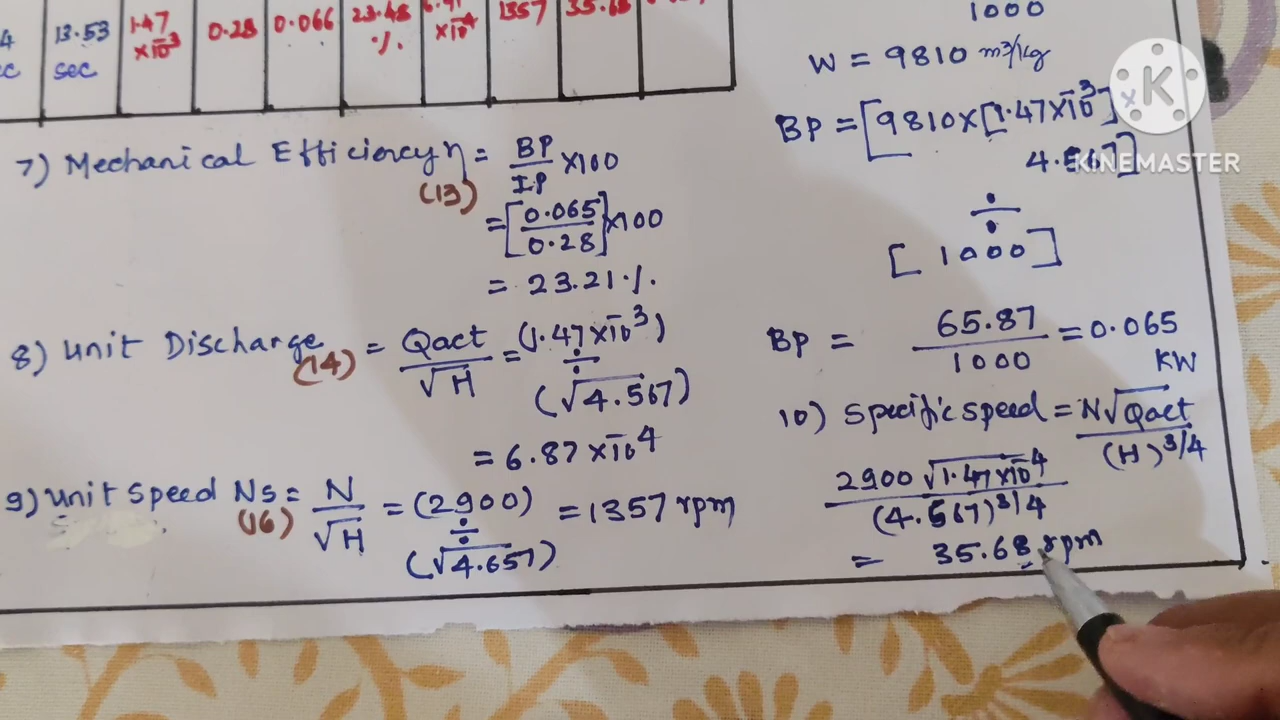 13.53 sec
1.47 ×10̄³
0.28
0.066
23.48 %
×10̄⁴
1357
35.68
7) Mechanical Efficiency η = BP/I.P ×100
(13)
= [0.065/0.28] ×100
= 23.21%
8) Unit Discharge = Qact/√H = (1.47×10̄³) ÷ (√4.567)
(14)
= 6.87 ×10̄⁴
9) Unit Speed Ns = N/√H = (2900) ÷ (√4.657) = 1357 rpm
(16)
1000
W = 9810 m³/kg
BP = [9810×[1.47×10̄³] ×
4.567]
÷
[1000]
BP = 65.87/1000 = 0.065
KW
10) Specific speed = N√Qact/(H)^3/4
2900 √1.47×10̄⁴/(4.567)^3/4
= 35.68 rpm
K
KINEMASTER